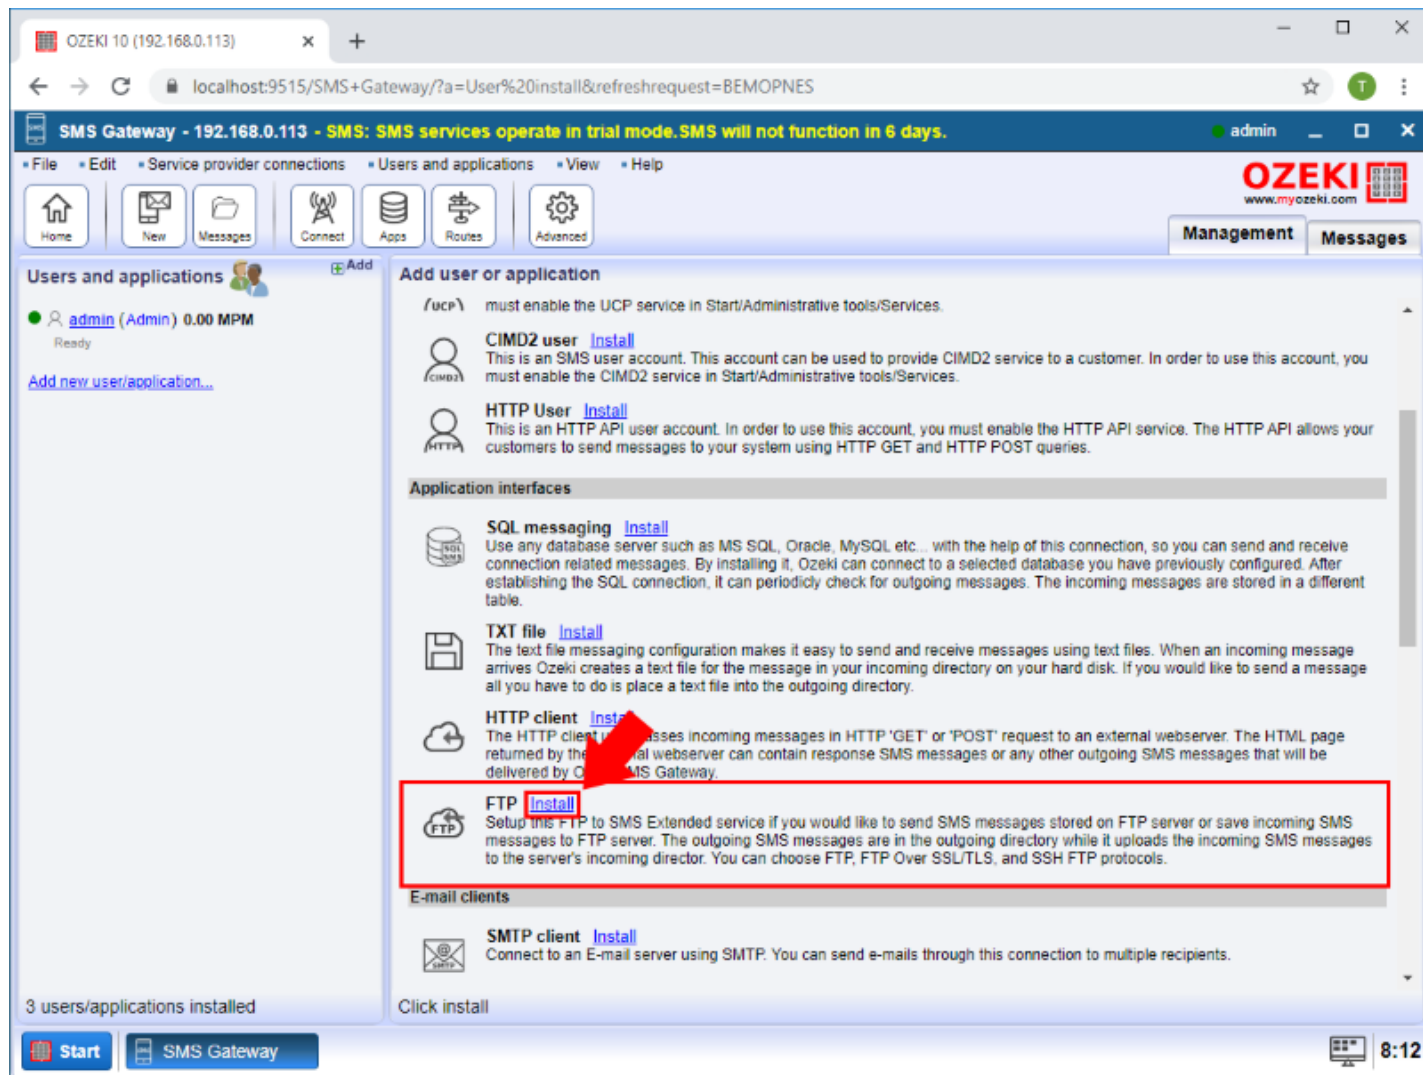 OZEKI 10 (192.168.0.113)
localhost:9515/SMS+Gateway/?a=User%20install&refreshrequest=BEMOPNES
T
SMS Gateway - 192.168.0.113 - SMS: SMS services operate in trial mode.SMS will not function in 6 days.
admin
File Edit Service provider connections Users and applications View Help
OZEKI
www.myozeki.com
Home New Messages Connect Apps Routes Advanced
Management Messages
Users and applications Add
admin (Admin) 0.00 MPM
Ready
Add new user/application...
3 users/applications installed
Add user or application
(UCP) must enable the UCP service in Start/Administrative tools/Services.
CIMD2 user Install
This is an SMS user account. This account can be used to provide CIMD2 service to a customer. In order to use this account, you
must enable the CIMD2 service in Start/Administrative tools/Services.
(CIMD2)
HTTP User Install
This is an HTTP API user account. In order to use this account, you must enable the HTTP API service. The HTTP API allows your
customers to send messages to your system using HTTP GET and HTTP POST queries.
HTTP
Application interfaces
SQL messaging Install
Use any database server such as MS SQL, Oracle, MySQL etc... with the help of this connection, so you can send and receive
connection related messages. By installing it, Ozeki can connect to a selected database you have previously configured. After
establishing the SQL connection, it can periodicly check for outgoing messages. The incoming messages are stored in a different
table.
SQL
SMS
TXT file Install
The text file messaging configuration makes it easy to send and receive messages using text files. When an incoming message
arrives Ozeki creates a text file for the message in your incoming directory on your hard disk. If you would like to send a message
all you have to do is place a text file into the outgoing directory.
HTTP client Install
The HTTP client passes incoming messages in HTTP 'GET' or 'POST' request to an external webserver. The HTML page
returned by the webserver can contain response SMS messages or any other outgoing SMS messages that will be
delivered by SMS Gateway.
FTP Install
Setup this FTP to SMS Extended service if you would like to send SMS messages stored on FTP server or save incoming SMS
messages to FTP server. The outgoing SMS messages are in the outgoing directory while it uploads the incoming SMS messages
to the server's incoming director. You can choose FTP, FTP Over SSL/TLS, and SSH FTP protocols.
FTP
E-mail clients
SMTP client Install
Connect to an E-mail server using SMTP. You can send e-mails through this connection to multiple recipients.
SMTP
Click install
Start SMS Gateway 8:12